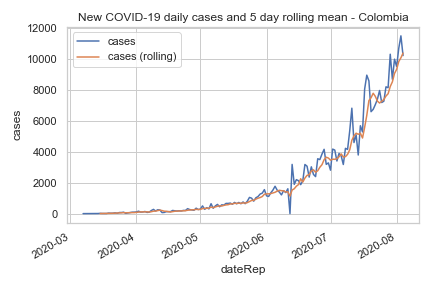 New COVID-19 daily cases and 5 day rolling mean - Colombia
12000
10000
8000
6000
4000
2000
0
cases
cases
cases (rolling)
2020-03
2020-04
2020-05
2020-06
2020-07
2020-08
dateRep